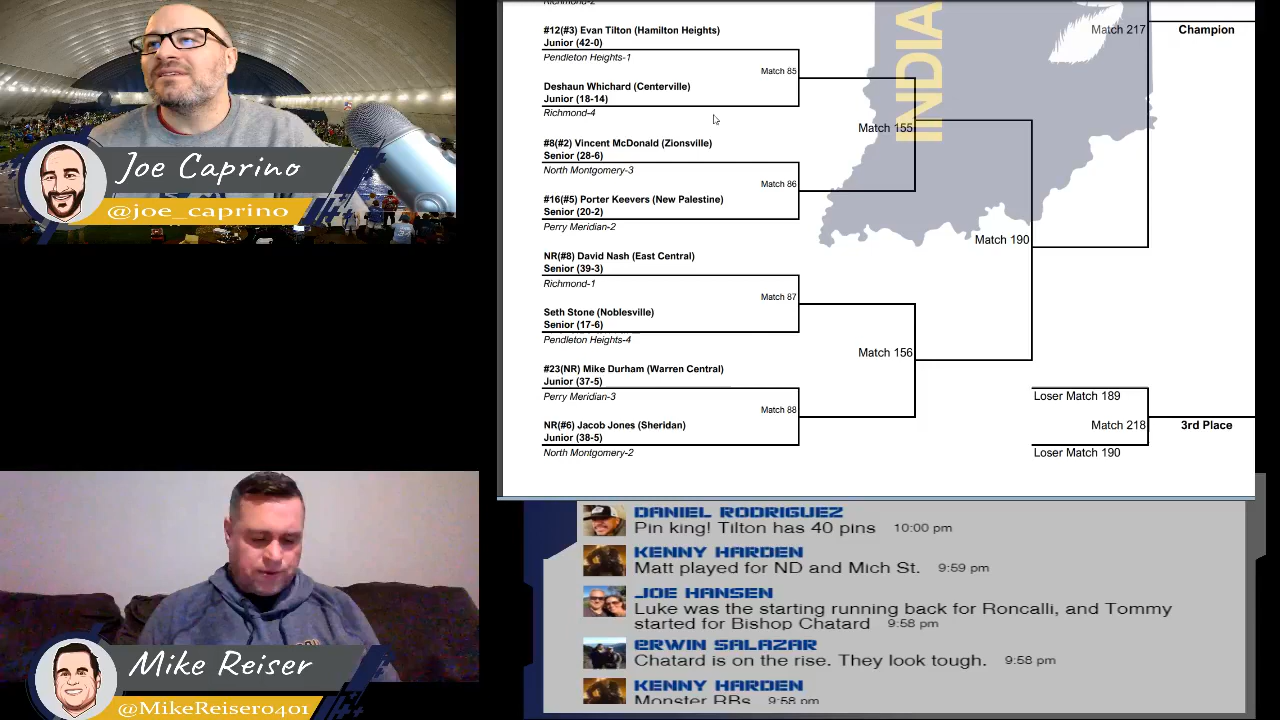 Joe Caprino
@joe_caprino
#12(#3) Evan Tilton (Hamilton Heights)
Junior (42-0)
Pendleton Heights-1
Match 85
Deshaun Whichard (Centerville)
Junior (18-14)
Richmond-4
#8(#2) Vincent McDonald (Zionsville)
Senior (28-6)
North Montgomery-3
Match 86
#16(#5) Porter Keevers (New Palestine)
Senior (20-2)
Perry Meridian-2
NR(#8) David Nash (East Central)
Senior (39-3)
Richmond-1
Match 87
Seth Stone (Noblesville)
Senior (17-6)
Pendleton Heights-4
#23(NR) Mike Durham (Warren Central)
Junior (37-5)
Perry Meridian-3
Match 88
NR(#6) Jacob Jones (Sheridan)
Junior (38-5)
North Montgomery-2
Match 155
Match 156
Match 190
Match 217
Champion
INDIA
Loser Match 189
Match 218
3rd Place
Loser Match 190
Mike Reiser
@MikeReiser0401
DANIEL RODRIGUEZ
Pin king! Tilton has 40 pins 10:00 pm
KENNY HARDEN
Matt played for ND and Mich St. 9:59 pm
JOE HANSEN
Luke was the starting running back for Roncalli, and Tommy
started for Bishop Chatard 9:58 pm
ERWIN SALAZAR
Chatard is on the rise. They look tough. 9:58 pm
KENNY HARDEN
Monster RBs 9:58 pm